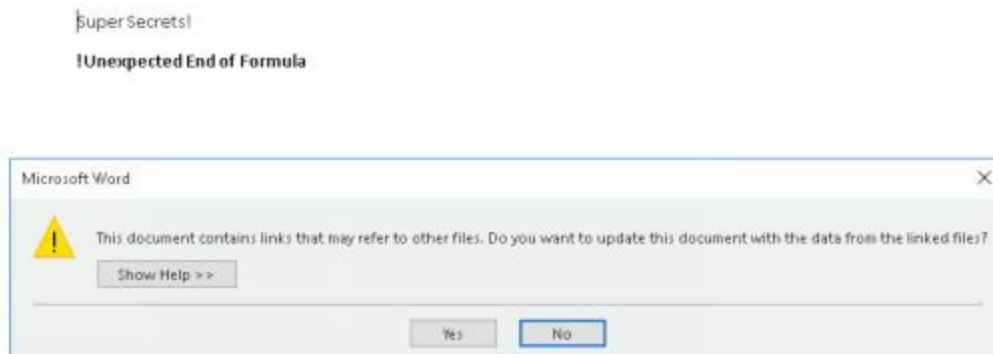 Super Secrets!
!Unexpected End of Formula
Microsoft Word
This document contains links that may refer to other files. Do you want to update this document with the data from the linked files?
Show Help >>
Yes
No